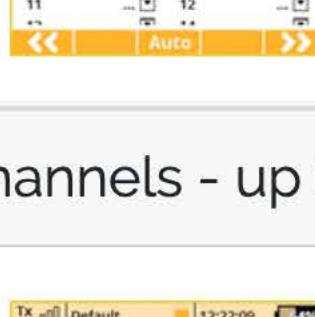 11 ... 12 ...
<< Auto >>
hannels - up
Tx Default 12:22:09